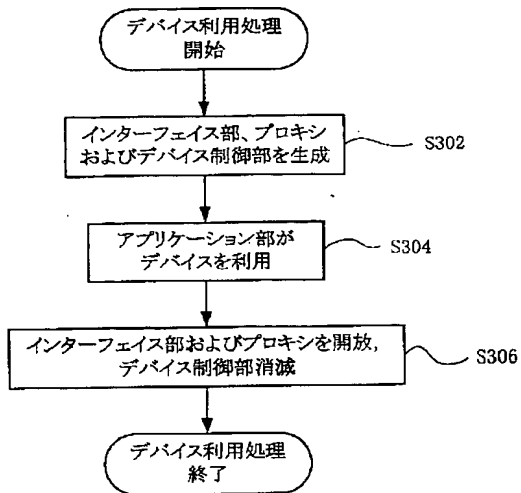 デバイス利用処理
開始
インターフェイス部、プロキシ
およびデバイス制御部を生成
S302
アプリケーション部が
デバイスを利用
S304
インターフェイス部およびプロキシを開放,
デバイス制御部消滅
S306
デバイス利用処理
終了